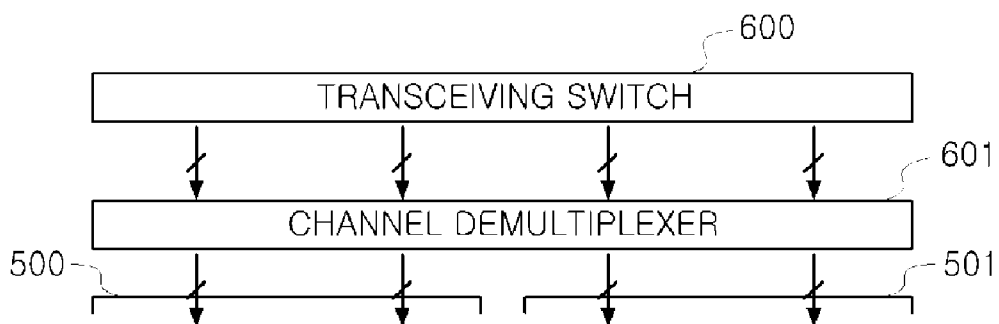 600
TRANSCEIVING SWITCH
601
CHANNEL DEMULTIPLEXER
500
501